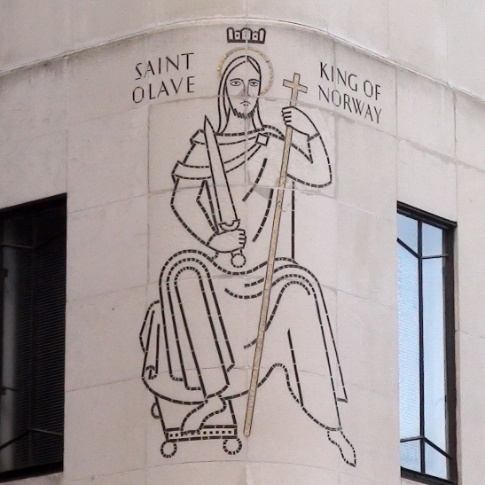 SAINT
OLAVE
KING OF
NORWAY